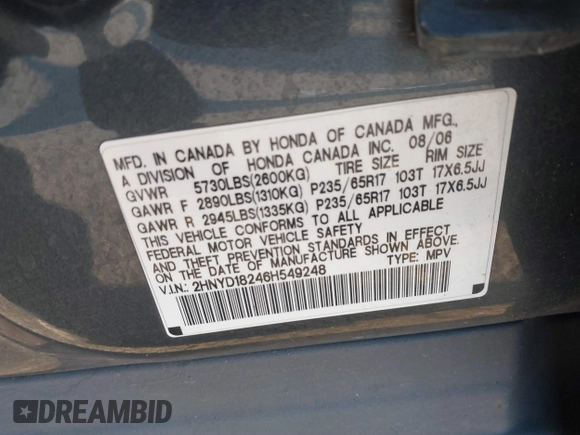 MFD. IN CANADA BY HONDA OF CANADA MFG.,
A DIVISION OF HONDA CANADA INC. 08/06
GVWR 5730LBS(2600KG) TIRE SIZE RIM SIZE
GAWR F 2890LBS(1310KG) P235/65R17 103T 17X6.5JJ
GAWR R 2945LBS(1335KG) P235/65R17 103T 17X6.5JJ
THIS VEHICLE CONFORMS TO ALL APPLICABLE
FEDERAL MOTOR VEHICLE SAFETY
AND THEFT PREVENTION STANDARDS IN EFFECT
ON THE DATE OF MANUFACTURE SHOWN ABOVE.
V.I.N.: 2HNYD18246H549248 TYPE: MPV
DREAMBID